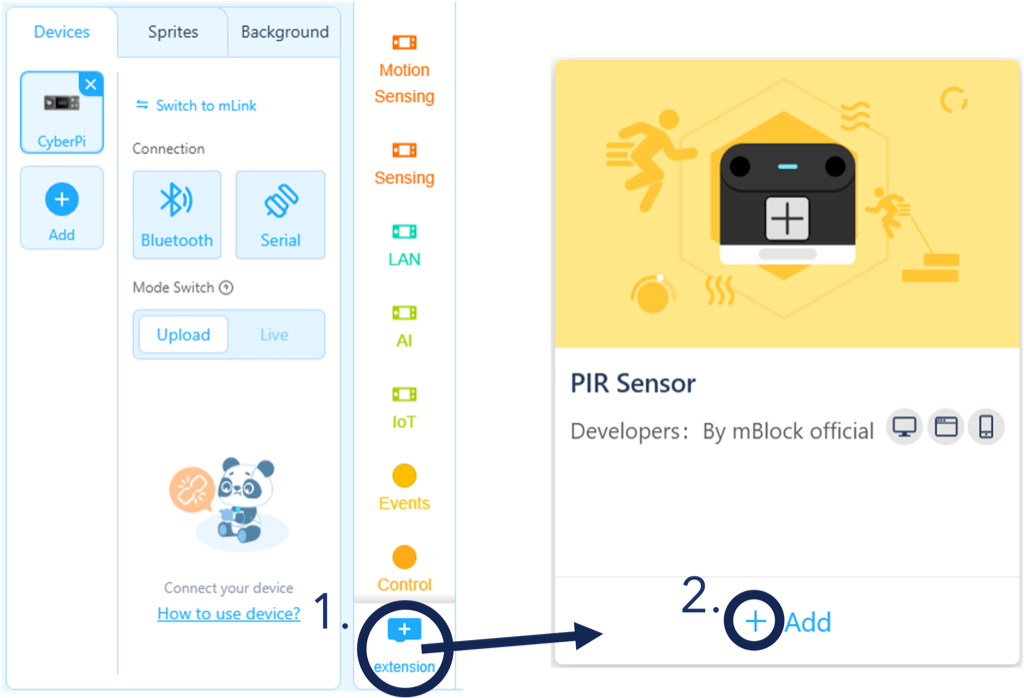 Devices
Sprites
Background
CyberPi
Add
Switch to mLink
Connection
Bluetooth
Serial
Mode Switch ?
Upload
Live
Connect your device
How to use device?
Motion
Sensing
Sensing
LAN
AI
IoT
Events
Control
1.
extension
PIR Sensor
Developers: By mBlock official
2.
Add